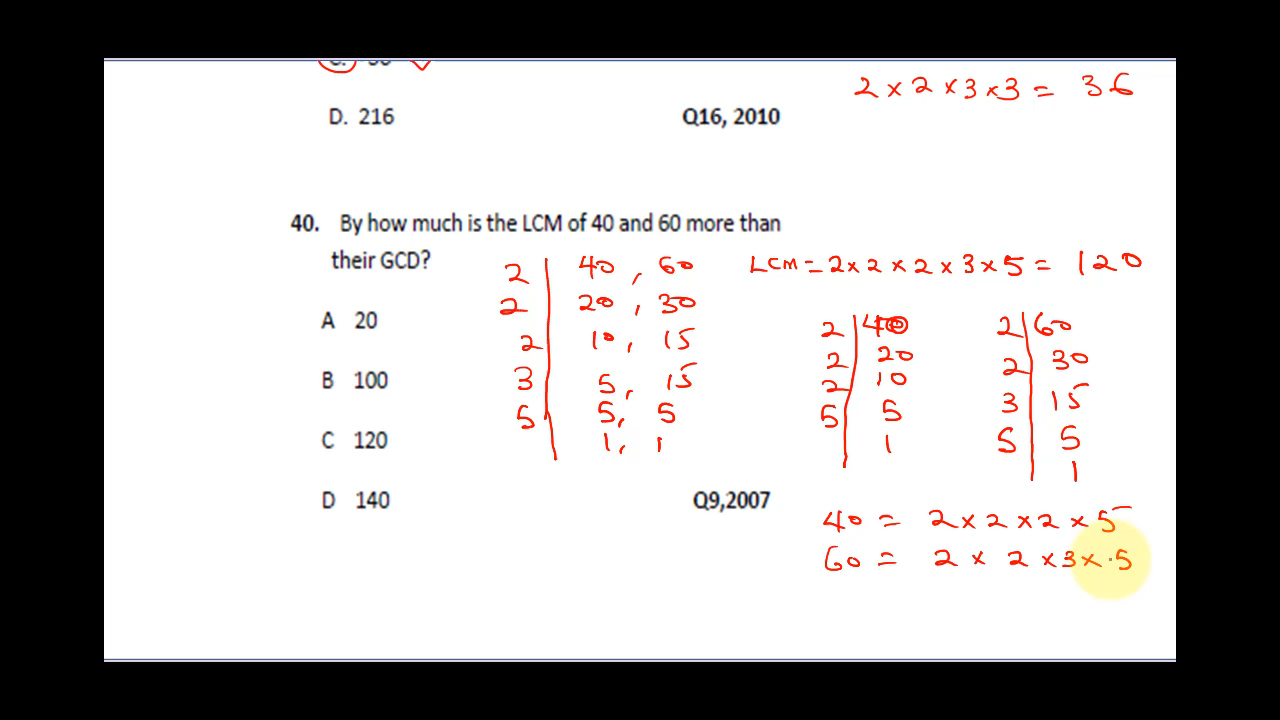 C. 36
2 × 2 × 3 × 3 = 36
D. 216
Q16, 2010
40. By how much is the LCM of 40 and 60 more than
their GCD?
A 20
B 100
C 120
D 140
Q9,2007
2 | 40 , 60
2 | 20 , 30
2 | 10 , 15
3 | 5 , 15
5 | 5 , 5
1 , 1
LCM = 2 × 2 × 2 × 3 × 5 = 120
2 | 40
2 | 20
2 | 10
5 | 5
1
2 | 60
2 | 30
3 | 15
5 | 5
1
40 = 2 × 2 × 2 × 5
60 = 2 × 2 × 3 × 5